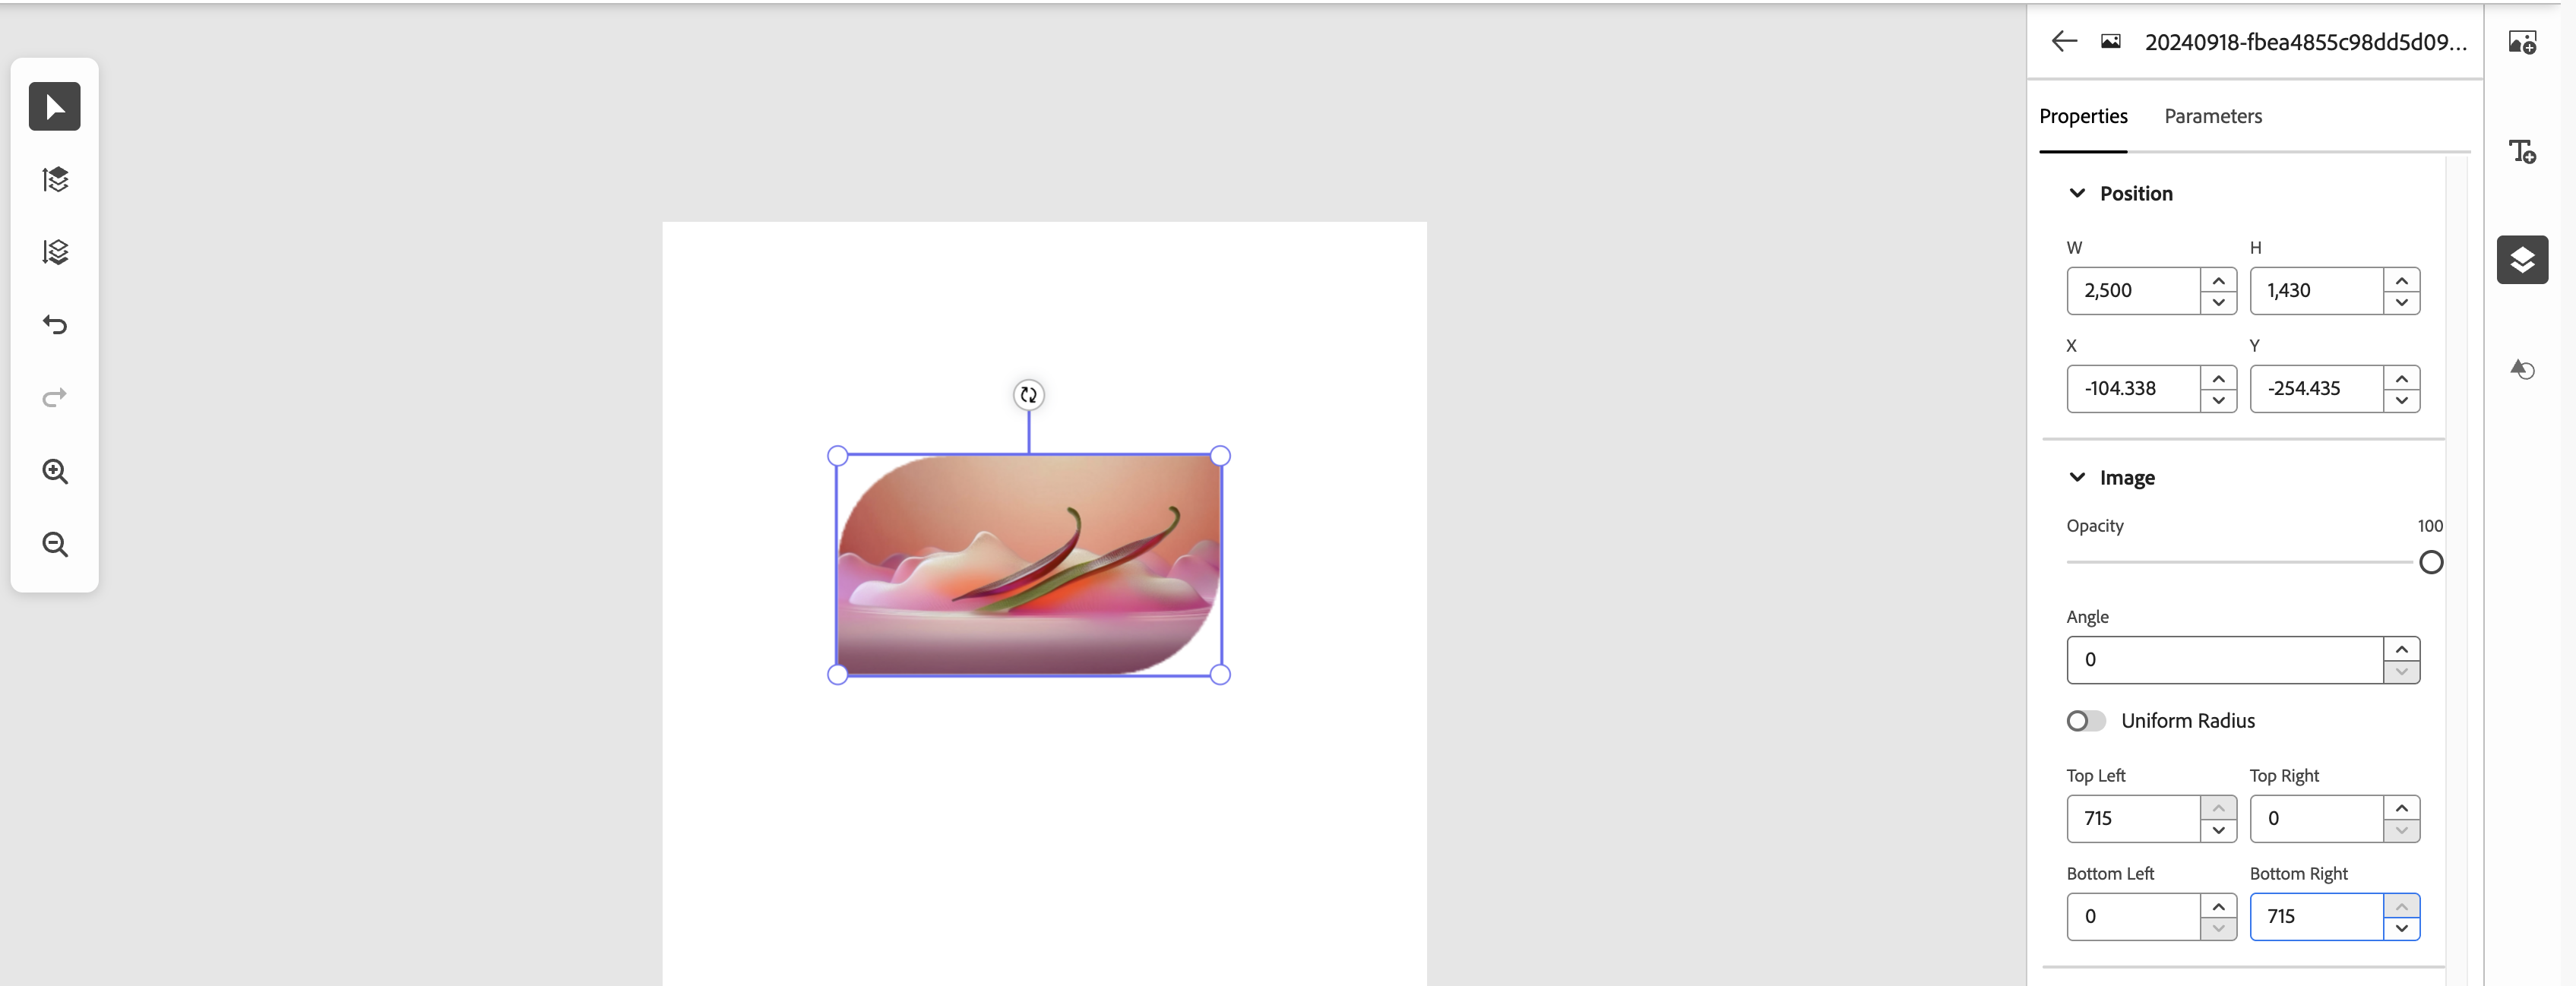 20240918-fbea4855c98dd5d09...
Properties Parameters
Position
W H
2,500 1,430
X Y
-104.338 -254.435
Image
Opacity 100
Angle
0
Uniform Radius
Top Left Top Right
715 0
Bottom Left Bottom Right
0 715